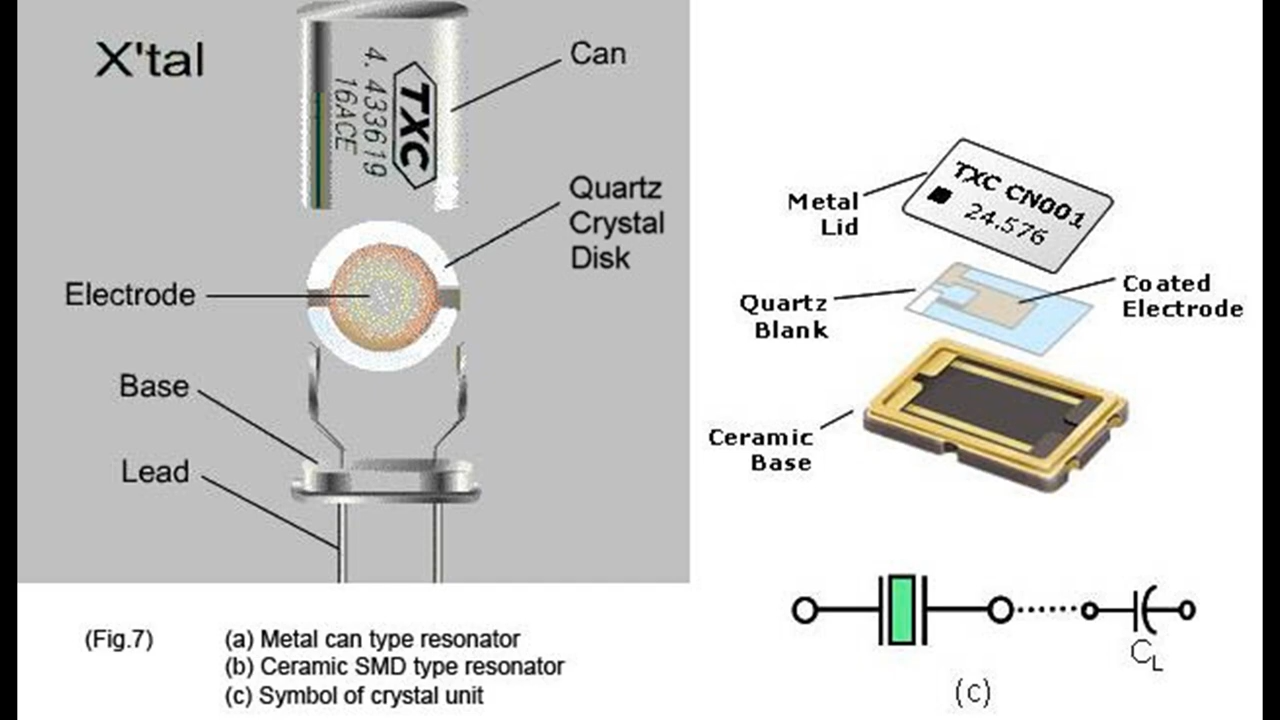 X'tal
Can
TXC
4. 433619
16ACE
Quartz
Crystal
Disk
Electrode
Base
Lead
Metal
Lid
TXC CN001
24.576
Quartz
Blank
Coated
Electrode
Ceramic
Base
CL
(c)
(Fig.7)
(a) Metal can type resonator
(b) Ceramic SMD type resonator
(c) Symbol of crystal unit